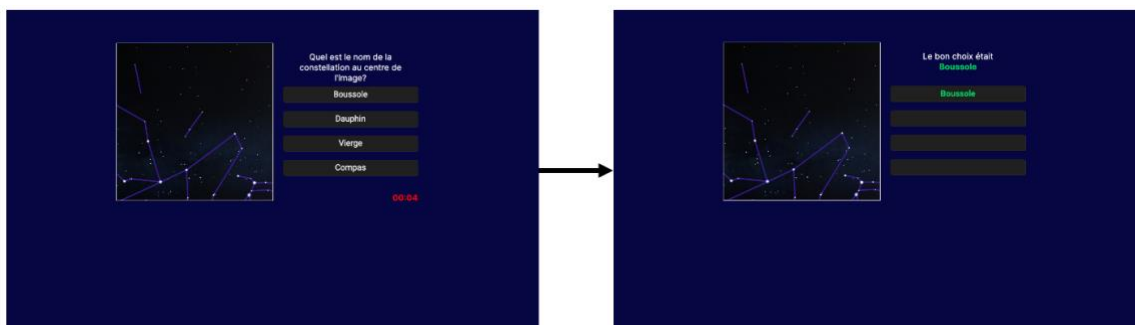 Quel est le nom de la
constellation au centre de
l'image?
Boussole
Dauphin
Vierge
Compas
00:04
Le bon choix était
Boussole
Boussole